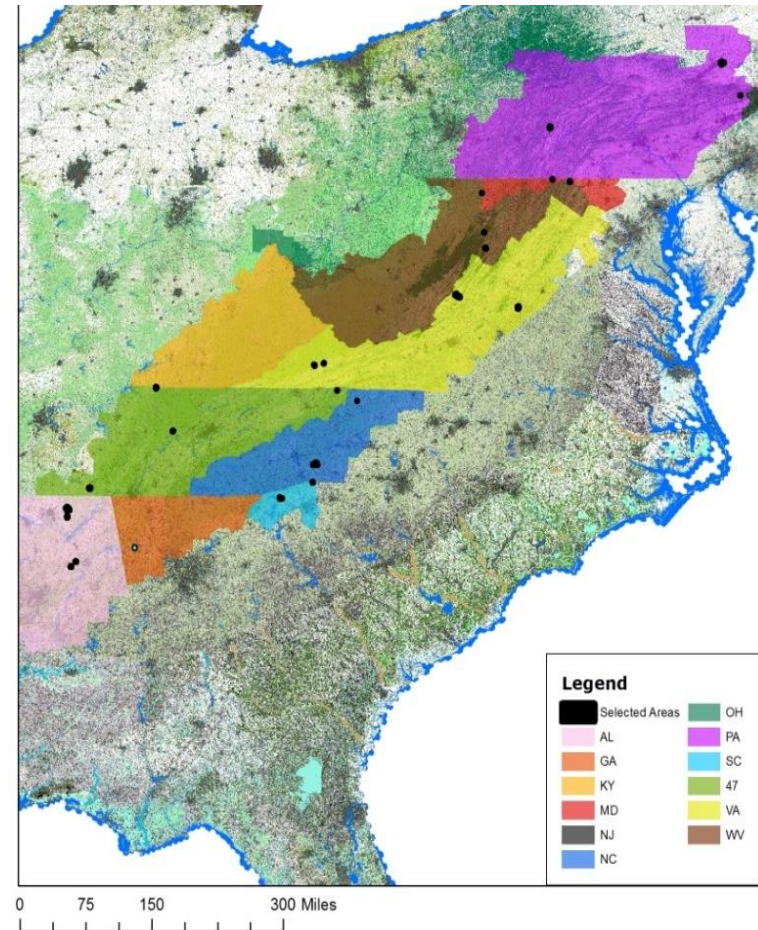 Legend
Selected Areas
AL
GA
KY
MD
NJ
NC
OH
PA
SC
47
VA
WV
0 75 150 300 Miles